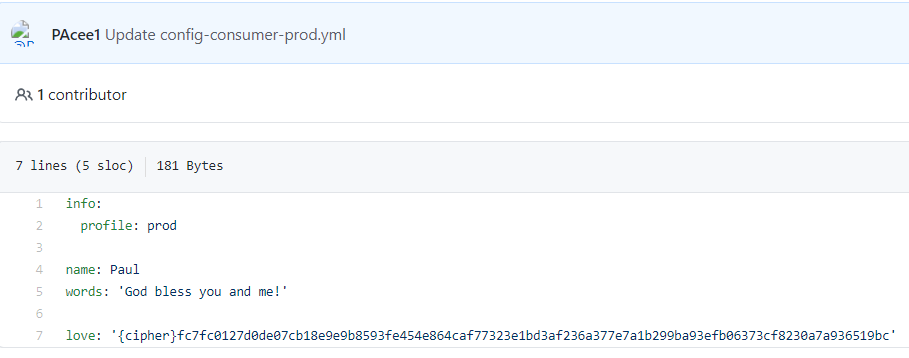 PAcee1 Update config-consumer-prod.yml
1 contributor
7 lines (5 sloc) 181 Bytes
1 info:
2 profile: prod
3
4 name: Paul
5 words: 'God bless you and me!'
6
7 love: '{cipher}fc7fc0127d0de07cb18e9e9b8593fe454e864caf77323e1bd3af236a377e7a1b299ba93efb06373cf8230a7a936519bc'